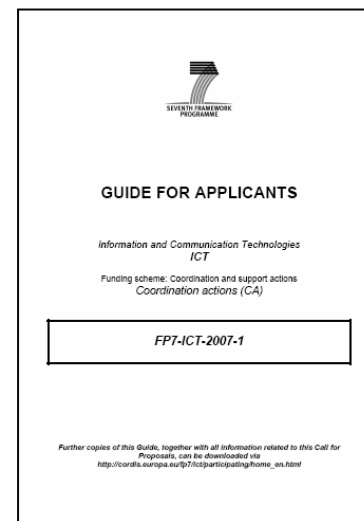 SEVENTH FRAMEWORK
PROGRAMME
GUIDE FOR APPLICANTS
Information and Communication Technologies
ICT
Funding scheme: Coordination and support actions
Coordination actions (CA)
FP7-ICT-2007-1
Further copies of this Guide, together with all information related to this Call for
Proposals, can be downloaded via
http://cordis.europa.eu/fp7/ict/participating/home_en.html